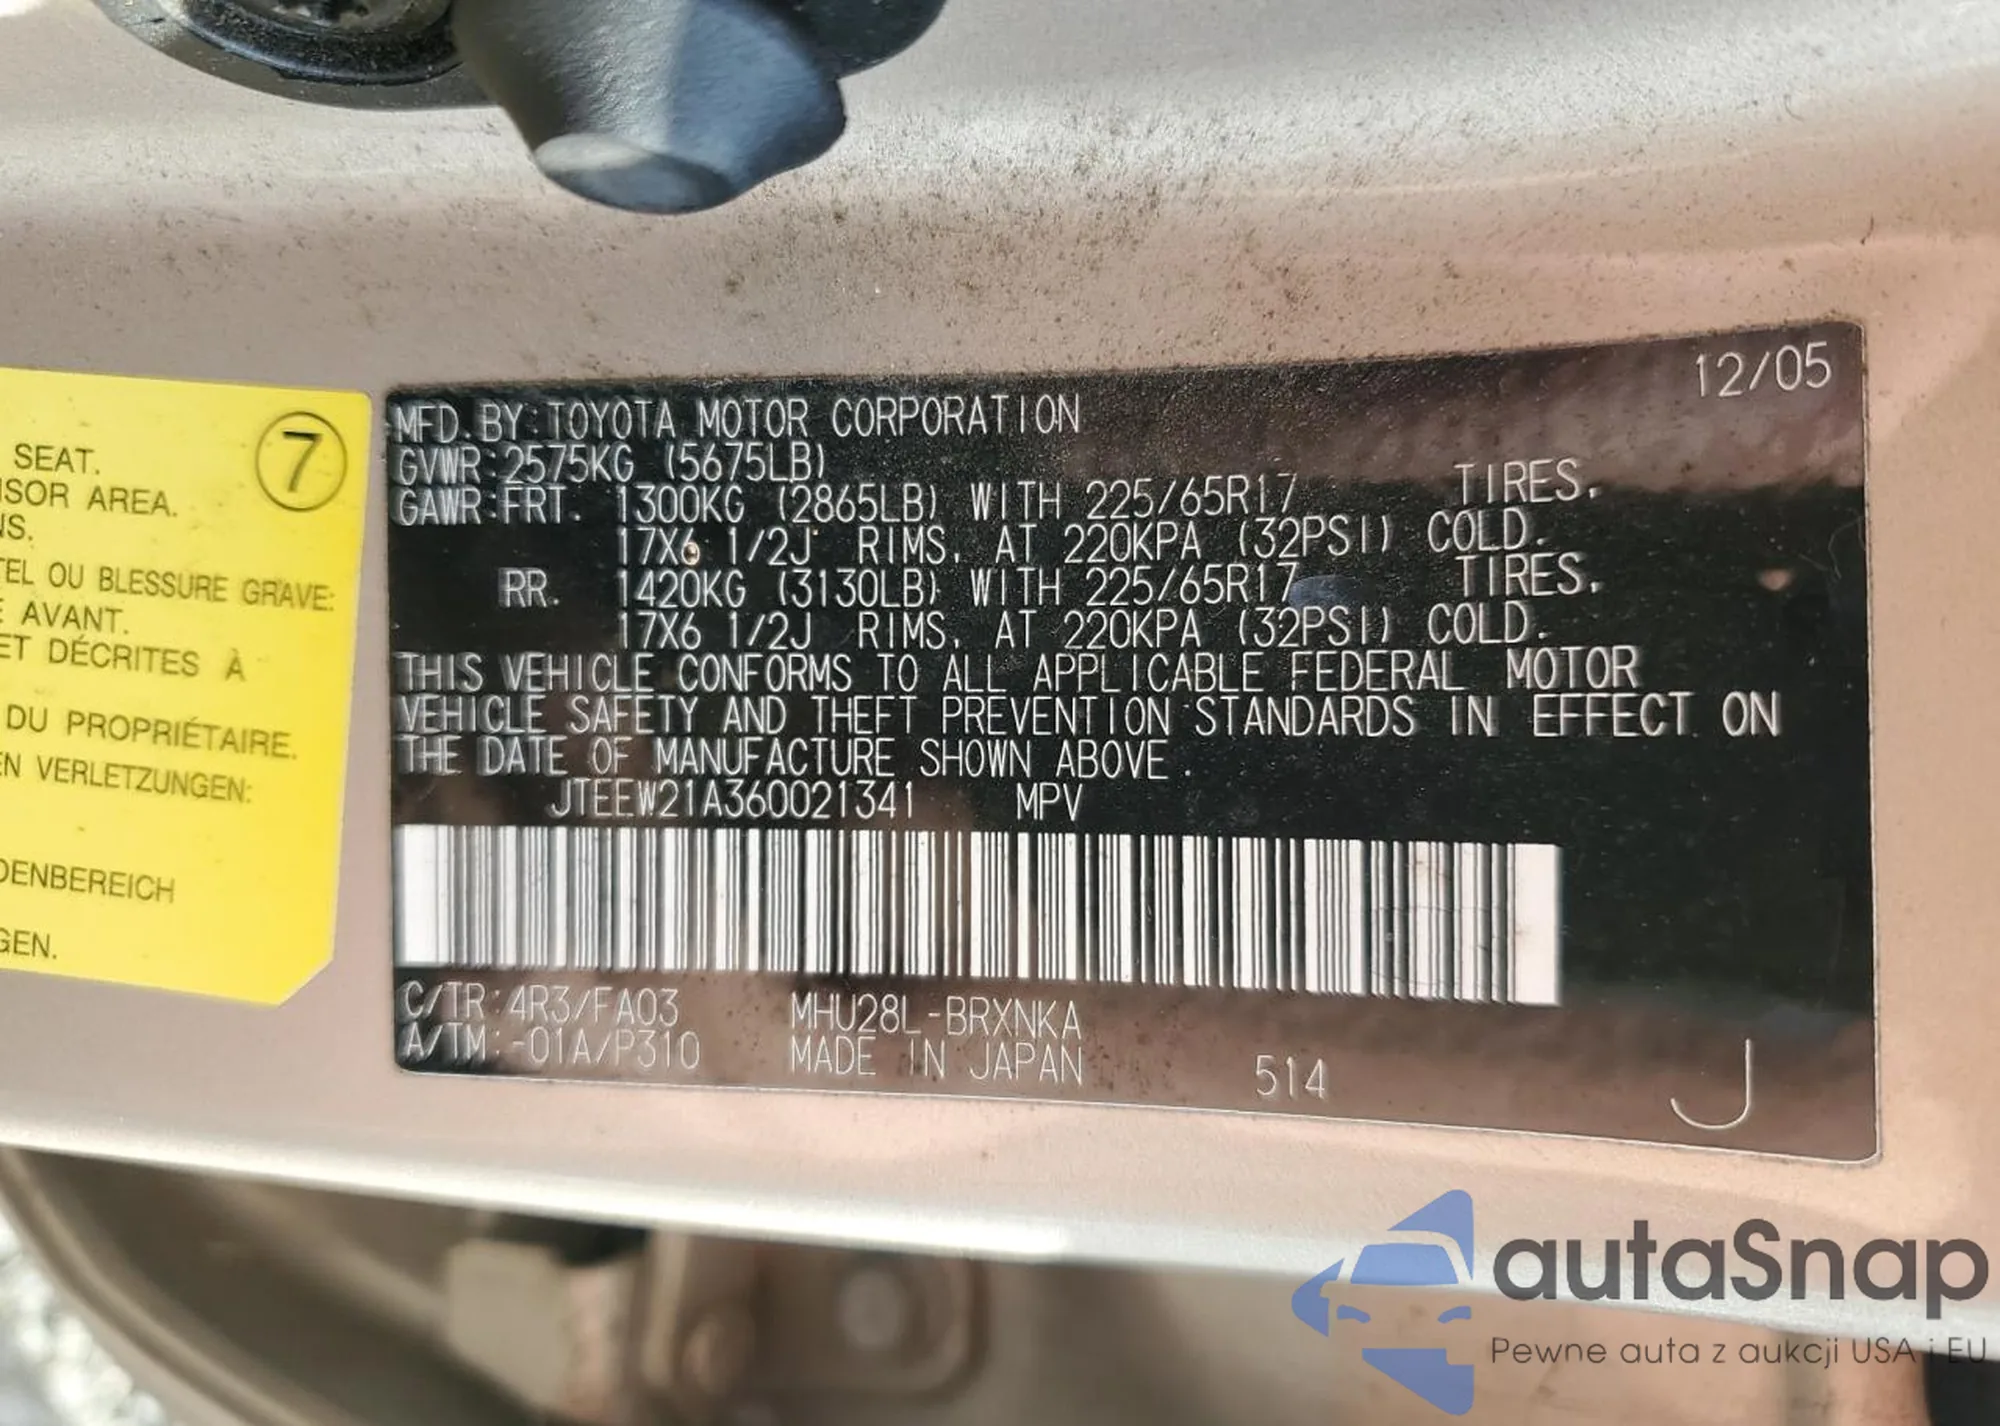 7
SEAT.
ISOR AREA.
NS.
TEL OU BLESSURE GRAVE:
E AVANT.
ET DÉCRITES À
DU PROPRIÉTAIRE.
EN VERLETZUNGEN:
DENBEREICH
GEN.
12/05
MFD. BY:TOYOTA MOTOR CORPORATION
GVWR:2575KG (5675LB)
GAWR:FRT. 1300KG (2865LB) WITH 225/65R17 TIRES,
17X6 1/2J RIMS, AT 220KPA (32PSI) COLD.
RR. 1420KG (3130LB) WITH 225/65R17 TIRES,
17X6 1/2J RIMS, AT 220KPA (32PSI) COLD.
THIS VEHICLE CONFORMS TO ALL APPLICABLE FEDERAL MOTOR
VEHICLE SAFETY AND THEFT PREVENTION STANDARDS IN EFFECT ON
THE DATE OF MANUFACTURE SHOWN ABOVE.
JTEEW21A360021341 MPV
C/TR:4R3/FA03 MHU28L-BRXNKA
A/TM:-01A/P310 MADE IN JAPAN 514 J
autaSnap
Pewne auta z aukcji USA i EU